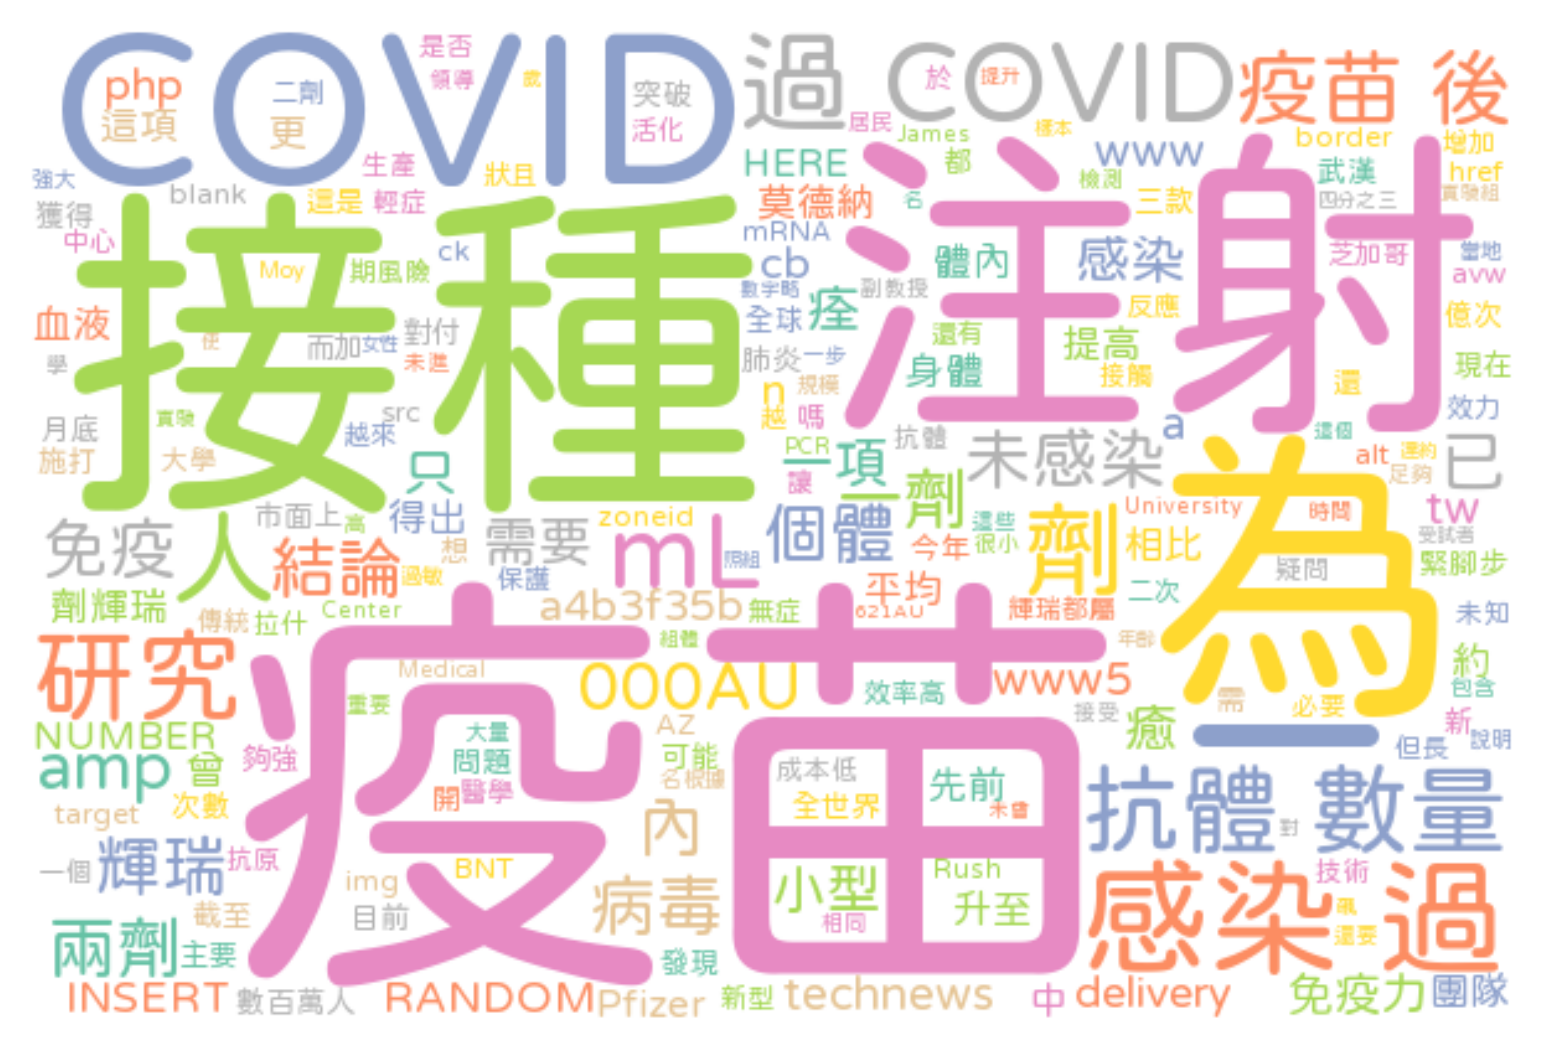 COVID
過 COVID
疫苗 後
php
這項
二劑
更
是否
領導
歲
突破
活化
於
提升
居民
James
樣本
border
增加
強大
blank
生產
狀且
HERE
都
www
檢測
武漢
href
實驗組
獲得
中心
這是
輕症
莫德納
名
三款
四分之三
接種
注射
ck
mRNA
cb
體內
感染
芝加哥
當地
avw
Moy
期風險
數字略
副教授
血液
而加
女性
對付
全球
痊
還有
反應
億次
使
未進
肺炎
一步
身體
提高
接觸
學
n
規模
還
現在
月底
實驗
src
越來
越
嗎
a
這個
效力
施打
大學
只
PCR
一項
抗體
未感染
alt
足夠
已
讓
免疫
人
市面上
高
得出
需要
zoneid
個體
一劑
這些
很小
University
時間
tw
結論
過敏
想
保護
mL
照組
今年
劑
相比
為
疑問
受試者
緊腳步
劑輝瑞
傳統
拉什
Center
a4b3f35b
無症
平均
621AU
輝瑞都屬
二次
未知
研究
疫苗
組體
年齡
Medical
000AU
效率高
www5
約
包含
重要
需
必要
NUMBER
大量
AZ
接受
癒
一
新
說明
但長
amp
曾
夠強
問題
可能
名根據
成本低
先前
抗體 數量
對
target
次數
開
醫學
內
全世界
未曾
一個
輝瑞
抗原
img
BNT
小型
Rush
感染 過
技術
截至
目前
病毒
相同
升至
還要
兩劑
主要
發現
INSERT
數百萬人
RANDOM
Pfizer
新型
technews
中
delivery
免疫力
團隊